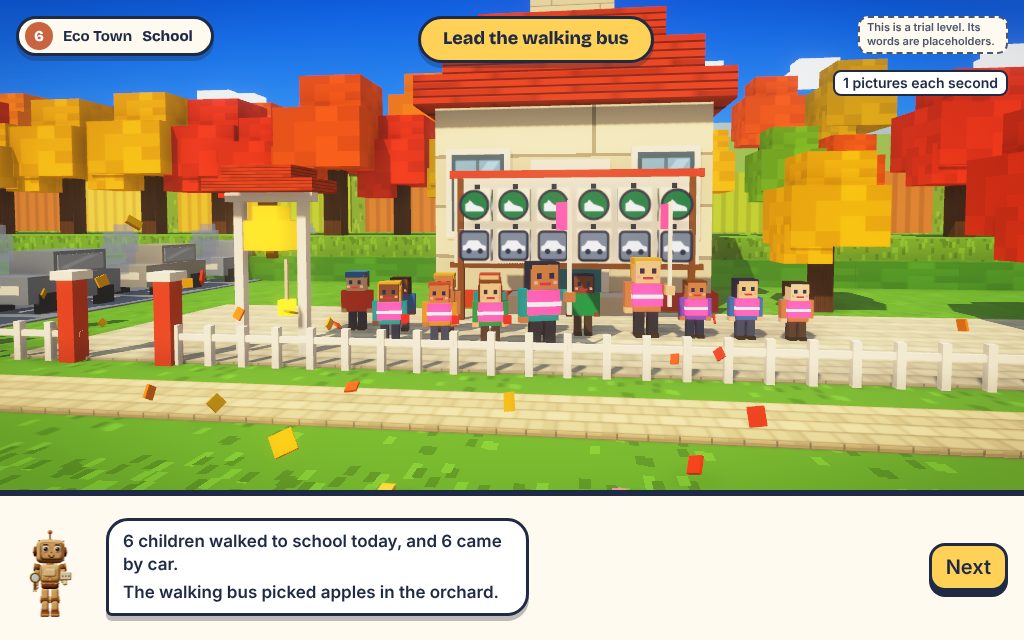 6 Eco Town School
Lead the walking bus
This is a trial level. Its
words are placeholders.
1 pictures each second
6 children walked to school today, and 6 came
by car.
The walking bus picked apples in the orchard.
Next